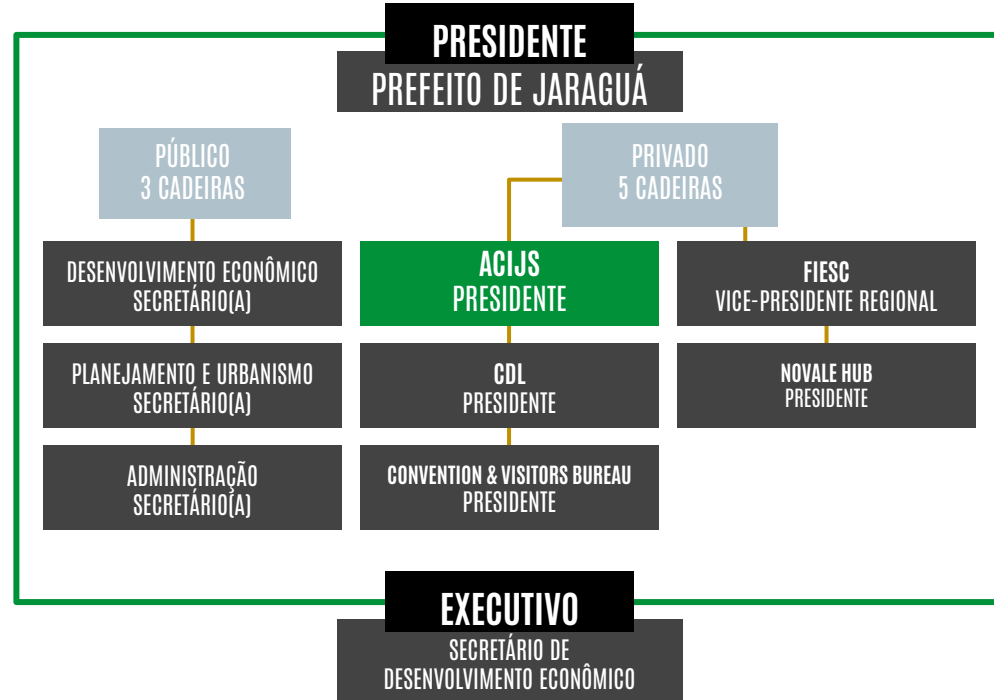 PRESIDENTE
PREFEITO DE JARAGUÁ
PÚBLICO
3 CADEIRAS
DESENVOLVIMENTO ECONÔMICO
SECRETÁRIO(A)
PLANEJAMENTO E URBANISMO
SECRETÁRIO(A)
ADMINISTRAÇÃO
SECRETÁRIO(A)
PRIVADO
5 CADEIRAS
ACIJS
PRESIDENTE
CDL
PRESIDENTE
CONVENTION & VISITORS BUREAU
PRESIDENTE
FIESC
VICE-PRESIDENTE REGIONAL
NOVALE HUB
PRESIDENTE
EXECUTIVO
SECRETÁRIO DE
DESENVOLVIMENTO ECONÔMICO